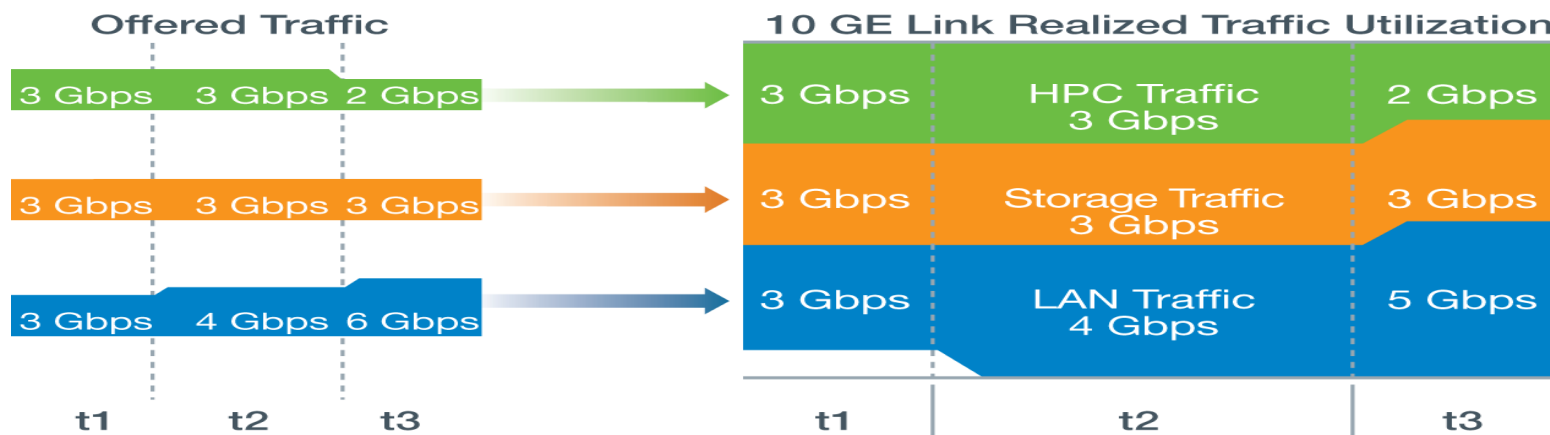 Offered Traffic
3 Gbps 3 Gbps 2 Gbps
3 Gbps 3 Gbps 3 Gbps
3 Gbps 4 Gbps 6 Gbps
t1 t2 t3
10 GE Link Realized Traffic Utilization
3 Gbps HPC Traffic 2 Gbps
3 Gbps
3 Gbps Storage Traffic 3 Gbps
3 Gbps
3 Gbps LAN Traffic 5 Gbps
4 Gbps
t1 t2 t3